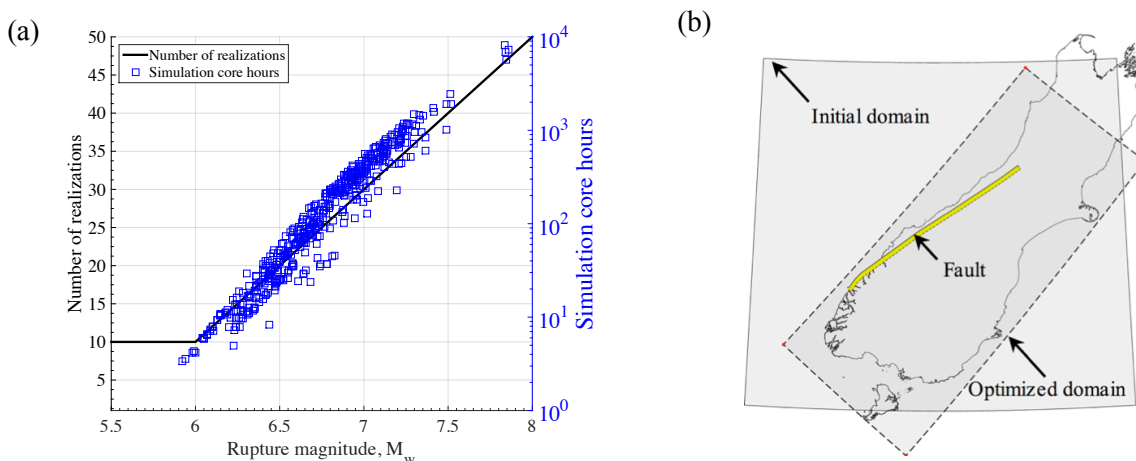 (a)
50
45
40
35
30
25
20
15
10
5
Number of realizations
Number of realizations
Simulation core hours
10^4
10^3
10^2
10^1
10^0
Simulation core hours
5.5 6 6.5 7 7.5 8
Rupture magnitude, M_w
(b)
Initial domain
Fault
Optimized domain